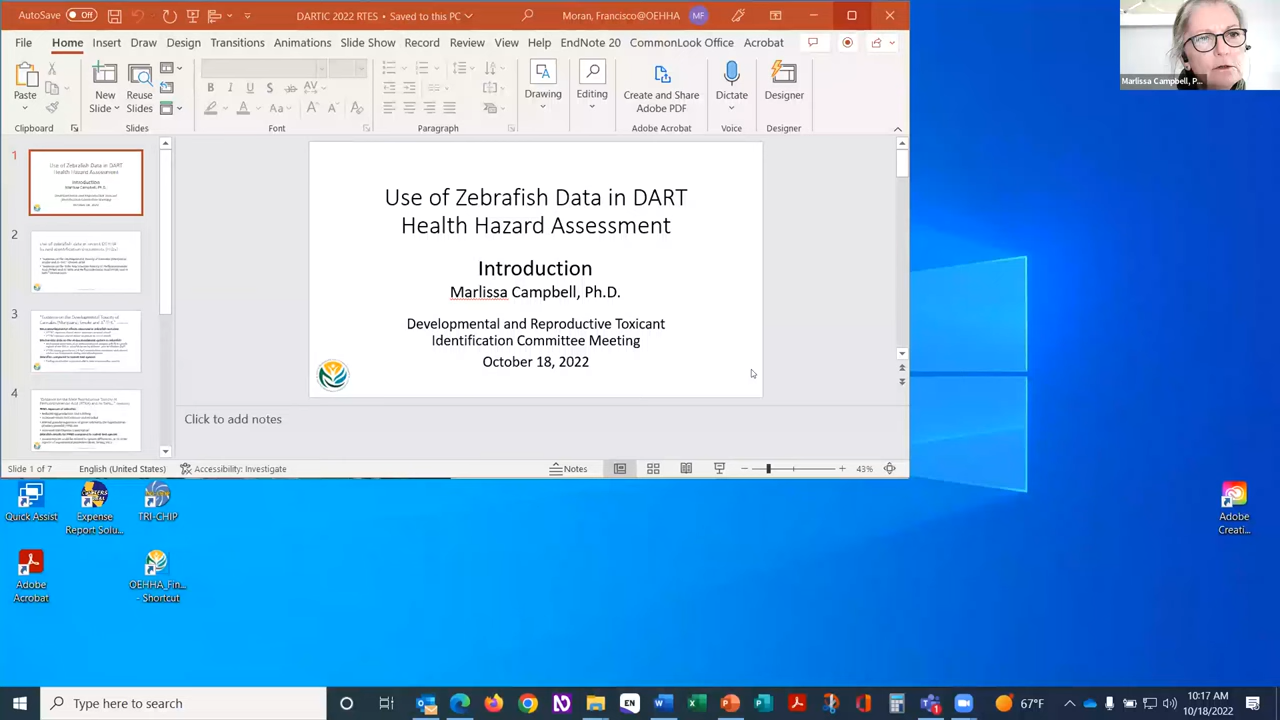 AutoSave Off
DARTIC 2022 RTES • Saved to this PC
Moran, Francisco@OEHHA MF
File Home Insert Draw Design Transitions Animations Slide Show Record Review View Help EndNote 20 CommonLook Office Acrobat
Paste
New Slide
Reuse Slides
Drawing
Editing
Create and Share Adobe PDF
Dictate
Designer
Clipboard Slides Font Paragraph Adobe Acrobat Voice Designer
1
2
3
4
Use of Zebrafish Data in DART
Health Hazard Assessment
Introduction
Marlissa Campbell, Ph.D.
Developmental and Reproductive Toxicant
Identification Committee Meeting
October 18, 2022
Click to add notes
Slide 1 of 7 English (United States) Accessibility: Investigate Notes 43%
Marlissa Campbell, P...
Quick Assist
Expense
Report Solu...
TRI-CHIP
Adobe
Acrobat
OEHHA_Fin...
- Shortcut
Adobe
Creati...
Type here to search
EN
67°F
10:17 AM
10/18/2022